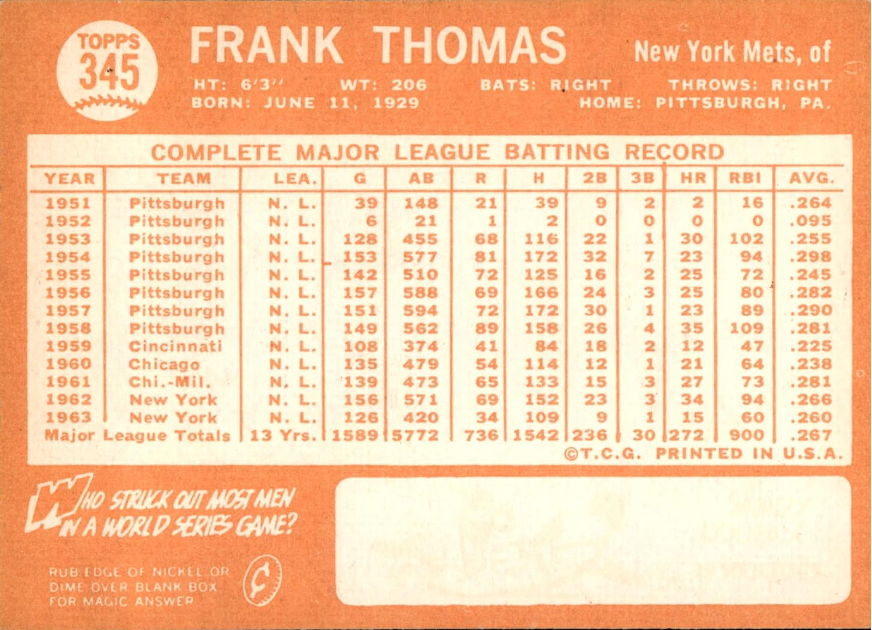 TOPPS
345
FRANK THOMAS
New York Mets, of
HT: 6'3" WT: 206 BATS: RIGHT THROWS: RIGHT
BORN: JUNE 11, 1929 HOME: PITTSBURGH, PA.
COMPLETE MAJOR LEAGUE BATTING RECORD
YEAR TEAM LEA. G AB R H 2B 3B HR RBI AVG.
1951 Pittsburgh N. L. 39 148 21 39 9 2 2 16 .264
1952 Pittsburgh N. L. 6 21 1 2 0 0 0 0 .095
1953 Pittsburgh N. L. 128 455 68 116 22 1 30 102 .255
1954 Pittsburgh N. L. 153 577 81 172 32 7 23 94 .298
1955 Pittsburgh N. L. 142 510 72 125 16 2 25 72 .245
1956 Pittsburgh N. L. 157 588 69 166 24 3 25 80 .282
1957 Pittsburgh N. L. 151 594 72 172 30 1 23 89 .290
1958 Pittsburgh N. L. 149 562 89 158 26 4 35 109 .281
1959 Cincinnati N. L. 108 374 41 84 18 2 12 47 .225
1960 Chicago N. L. 135 479 54 114 12 1 21 64 .238
1961 Chi.-Mil. N. L. 139 473 65 133 15 3 27 73 .281
1962 New York N. L. 156 571 69 152 23 3 34 94 .266
1963 New York N. L. 126 420 34 109 9 1 15 60 .260
Major League Totals 13 Yrs. 1589 5772 736 1542 236 30 272 900 .267
©T.C.G. PRINTED IN U.S.A.
WHO STRUCK OUT MOST MEN
IN A WORLD SERIES GAME?
RUB EDGE OF NICKEL OR
DIME OVER BLANK BOX
FOR MAGIC ANSWER
¢